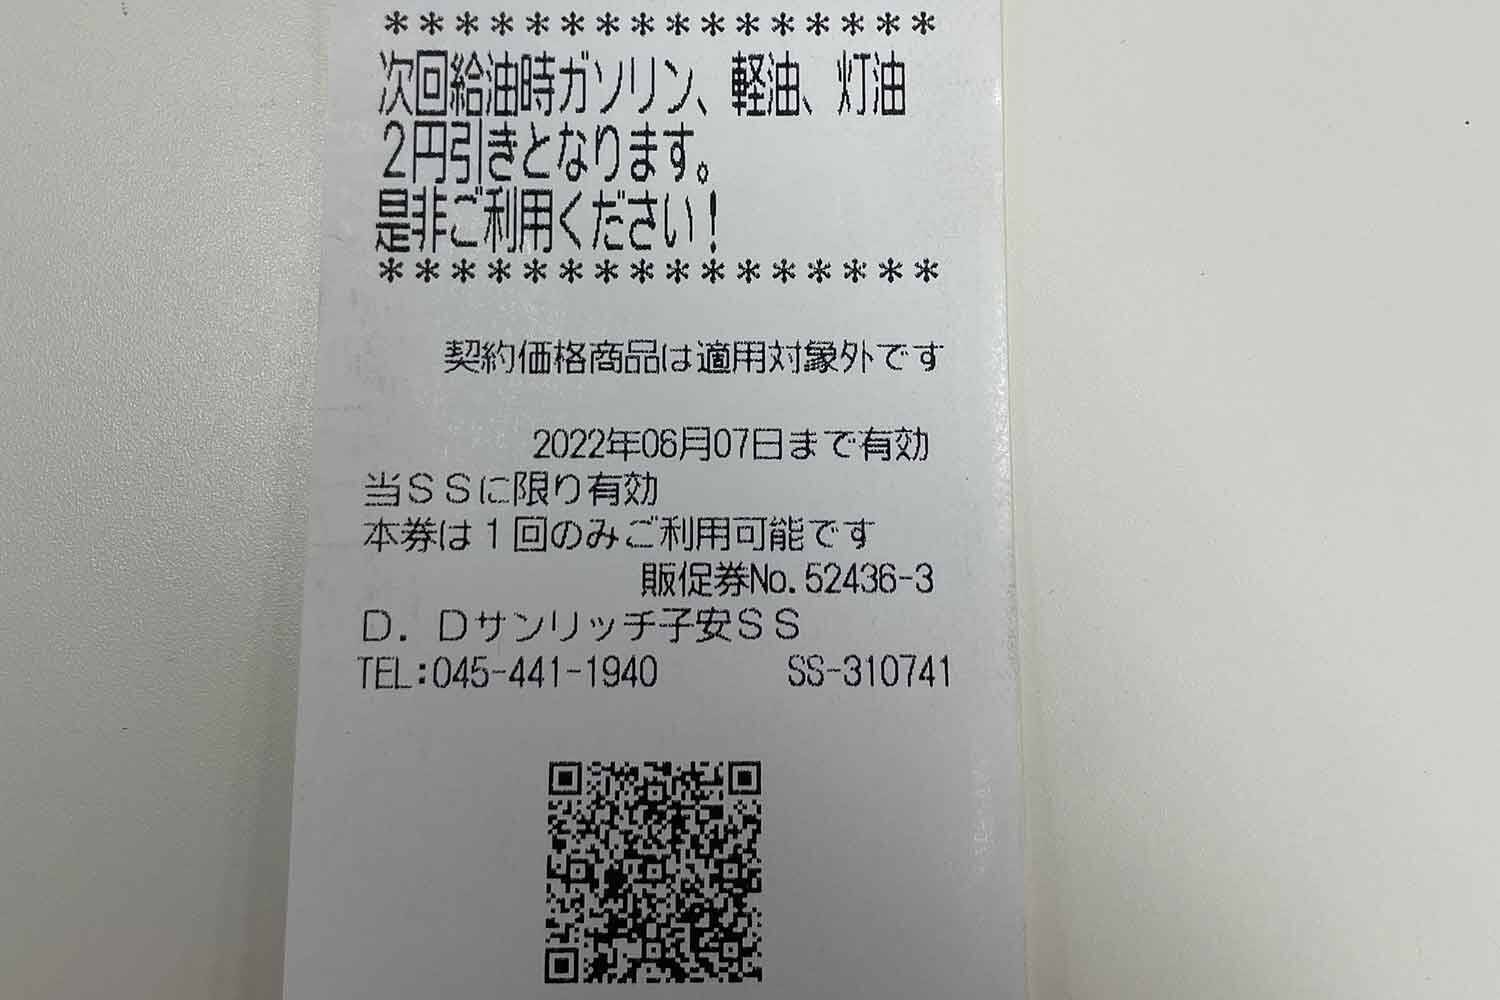 ****************
次回給油時ガソリン、軽油、灯油
2円引きとなります。
是非ご利用ください!
****************
契約価格商品は適用対象外です
2022年06月07日まで有効
当SSに限り有効
本券は1回のみご利用可能です
販促券No.52436-3
D.Dサンリッチ子安SS
TEL:045-441-1940 SS-310741